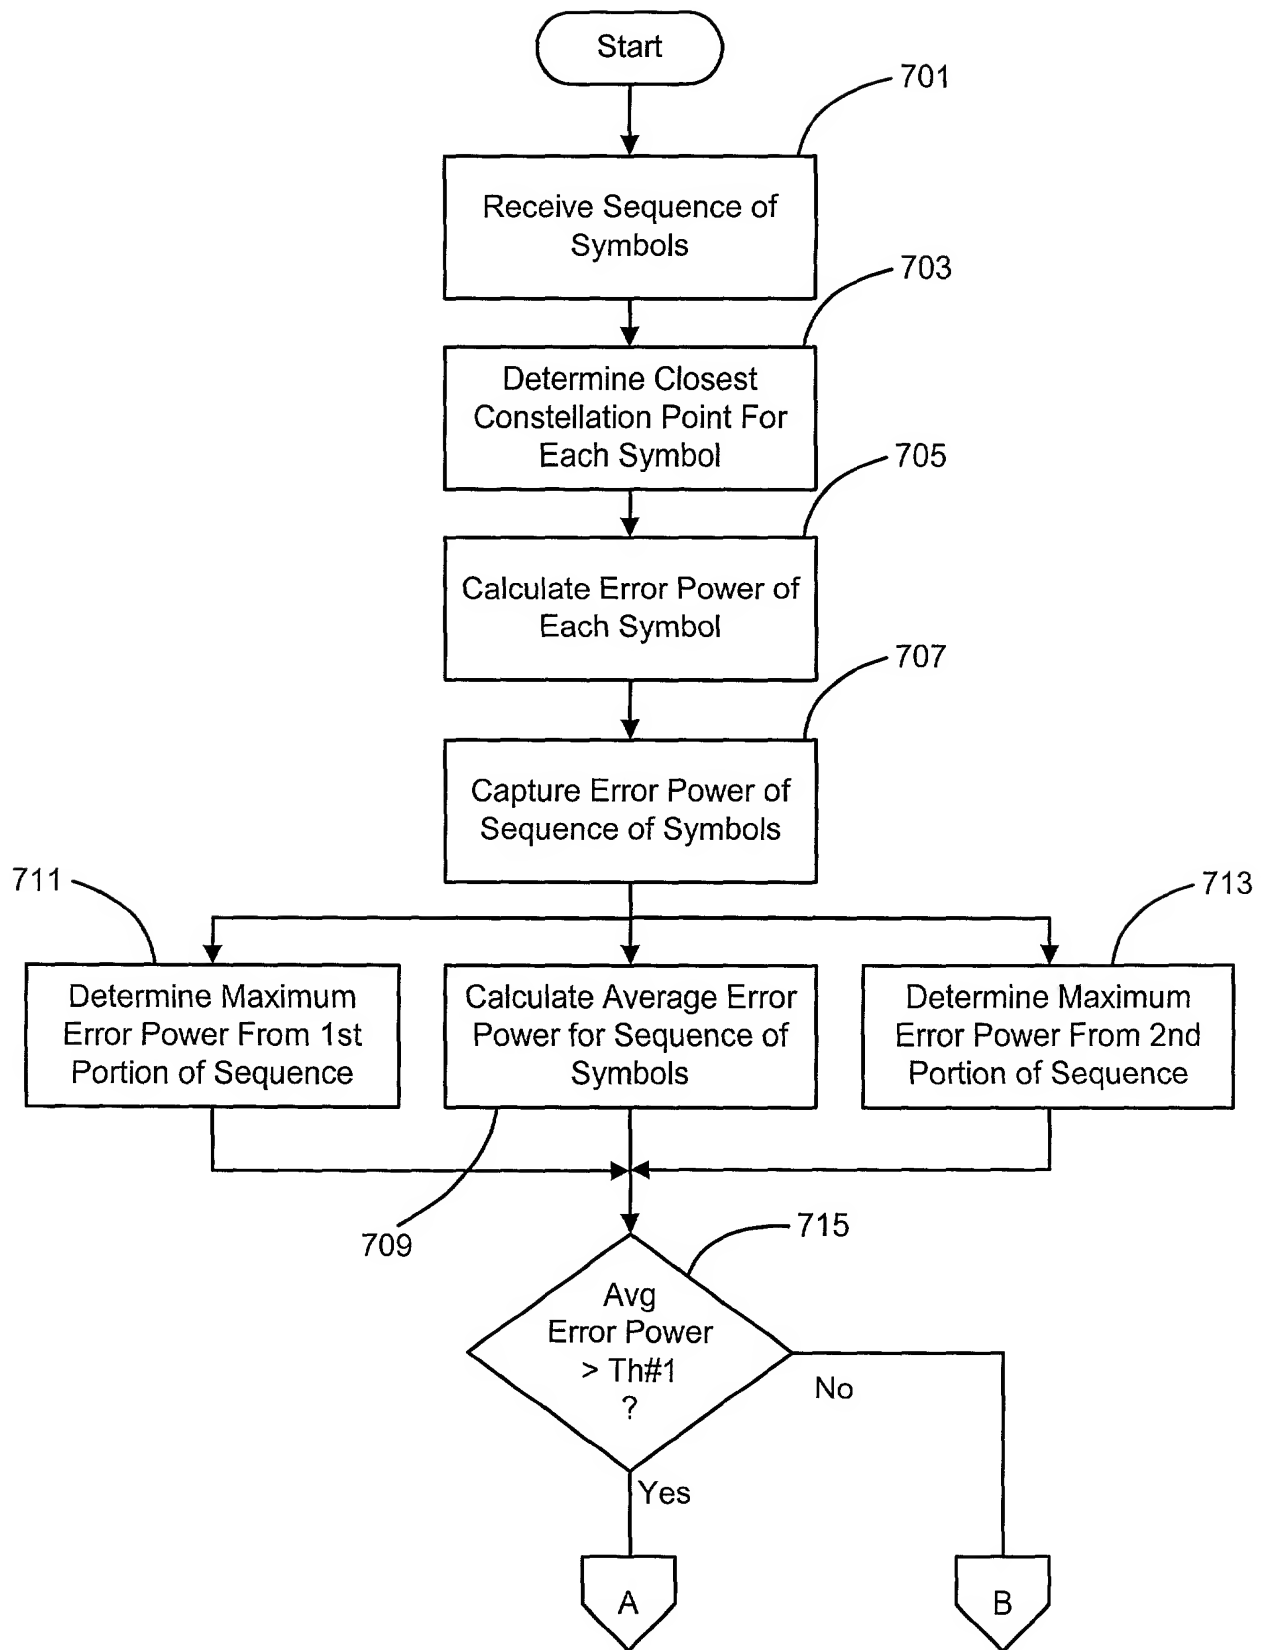 Start
701
Receive Sequence of
Symbols
703
Determine Closest
Constellation Point For
Each Symbol
705
Calculate Error Power of
Each Symbol
707
Capture Error Power of
Sequence of Symbols
711
713
Determine Maximum
Error Power From 1st
Portion of Sequence
Calculate Average Error
Power for Sequence of
Symbols
Determine Maximum
Error Power From 2nd
Portion of Sequence
709
715
Avg
Error Power
> Th#1
?
No
Yes
A
B